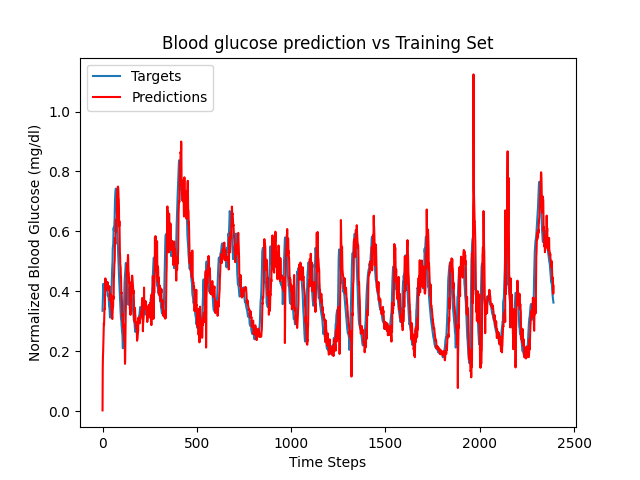 Blood glucose prediction vs Training Set
Targets
Predictions
Normalized Blood Glucose (mg/dl)
1.0
0.8
0.6
0.4
0.2
0.0
0 500 1000 1500 2000 2500
Time Steps